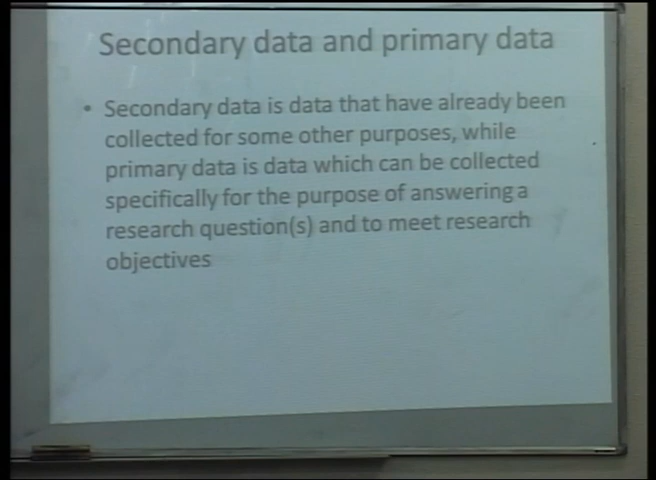 Secondary data and primary data
• Secondary data is data that have already been
collected for some other purposes, while
primary data is data which can be collected
specifically for the purpose of answering a
research question(s) and to meet research
objectives